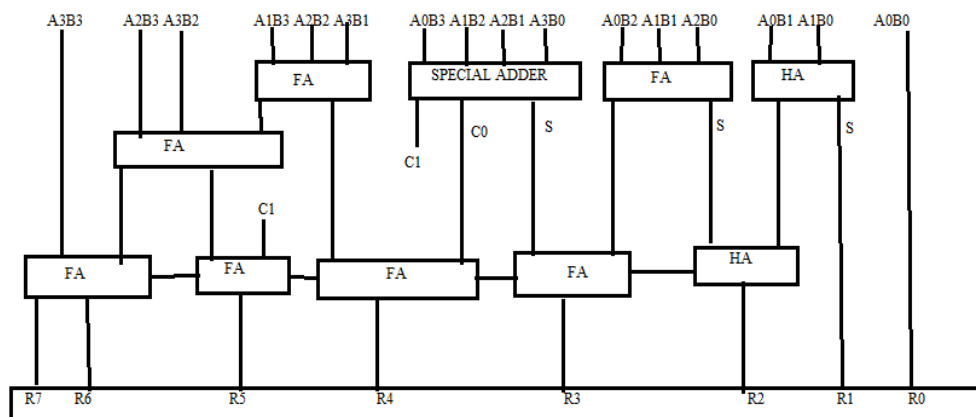 A3B3 A2B3 A3B2 A1B3 A2B2 A3B1 A0B3 A1B2 A2B1 A3B0 A0B2 A1B1 A2B0 A0B1 A1B0 A0B0
FA SPECIAL ADDER FA HA
C0 S S S
FA C1
C1
FA FA FA FA HA
R7 R6 R5 R4 R3 R2 R1 R0